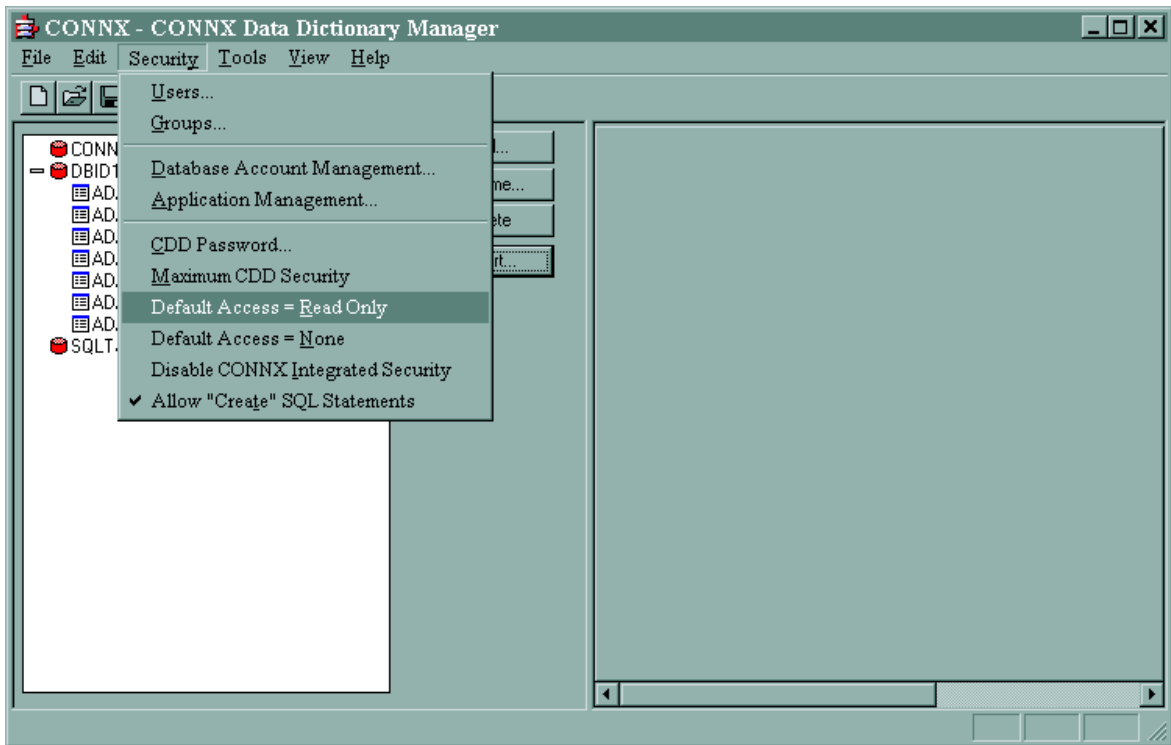 CONNX - CONNX Data Dictionary Manager
File Edit Security Tools View Help
Users...
Groups...
Database Account Management...
Application Management...
CDD Password...
Maximum CDD Security
Default Access = Read Only
Default Access = None
Disable CONNX Integrated Security
✔ Allow "Create" SQL Statements
CONN
DBID1
AD.
AD.
AD.
AD.
AD.
AD.
AD.
SQLT.
...
me...
ete
rt...